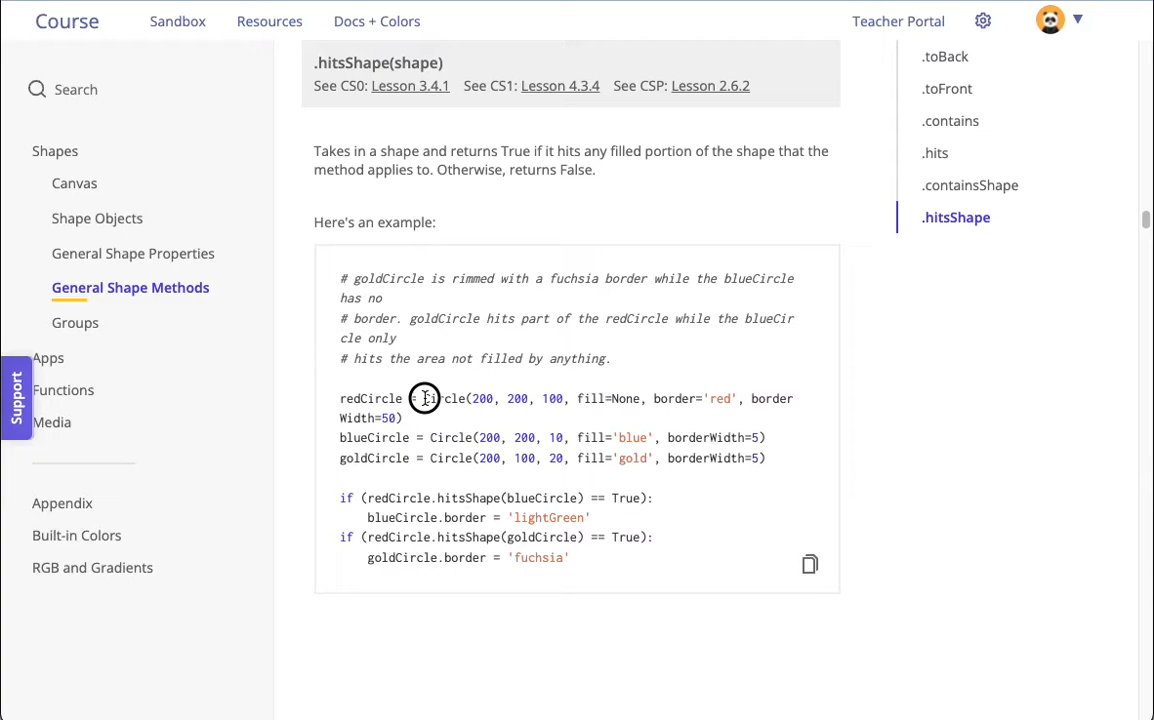 Course Sandbox Resources Docs + Colors Teacher Portal
Search
Shapes
Canvas
Shape Objects
General Shape Properties
General Shape Methods
Groups
Apps
Functions
Media
Appendix
Built-in Colors
RGB and Gradients
Support
.hitsShape(shape)
See CS0: Lesson 3.4.1 See CS1: Lesson 4.3.4 See CSP: Lesson 2.6.2
Takes in a shape and returns True if it hits any filled portion of the shape that the
method applies to. Otherwise, returns False.
Here's an example:
# goldCircle is rimmed with a fuchsia border while the blueCircle
has no
# border. goldCircle hits part of the redCircle while the blueCir
cle only
# hits the area not filled by anything.
redCircle = Circle(200, 200, 100, fill=None, border='red', border
Width=50)
blueCircle = Circle(200, 200, 10, fill='blue', borderWidth=5)
goldCircle = Circle(200, 100, 20, fill='gold', borderWidth=5)
if (redCircle.hitsShape(blueCircle) == True):
    blueCircle.border = 'lightGreen'
if (redCircle.hitsShape(goldCircle) == True):
    goldCircle.border = 'fuchsia'
.toBack
.toFront
.contains
.hits
.containsShape
.hitsShape